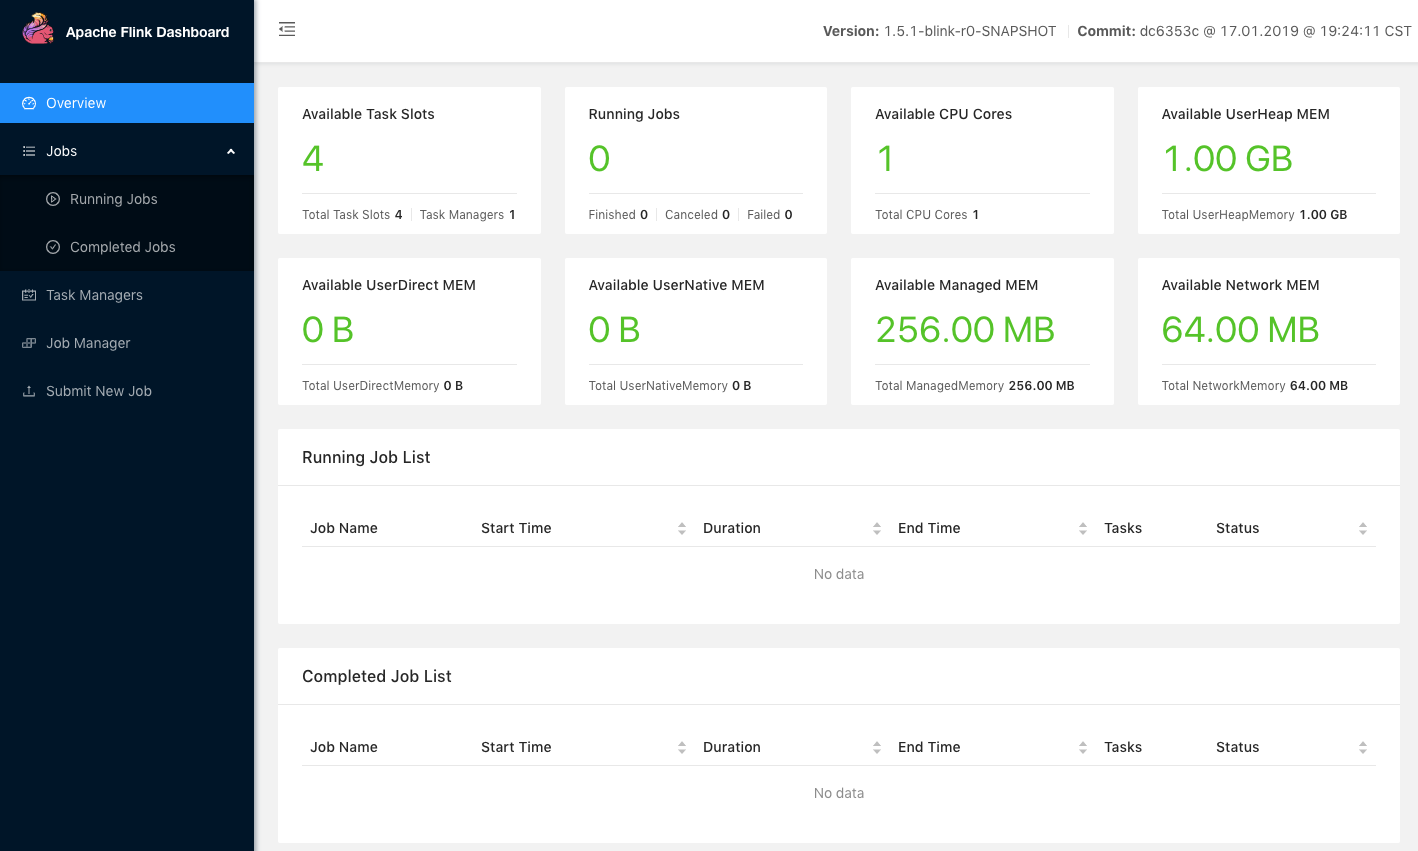 Apache Flink Dashboard
Version: 1.5.1-blink-r0-SNAPSHOT
Commit: dc6353c @ 17.01.2019 @ 19:24:11 CST
Overview
Jobs
Running Jobs
Completed Jobs
Task Managers
Job Manager
Submit New Job
Available Task Slots
4
Total Task Slots 4
Task Managers 1
Running Jobs
0
Finished 0
Canceled 0
Failed 0
Available CPU Cores
1
Total CPU Cores 1
Available UserHeap MEM
1.00 GB
Total UserHeapMemory 1.00 GB
Available UserDirect MEM
0 B
Total UserDirectMemory 0 B
Available UserNative MEM
0 B
Total UserNativeMemory 0 B
Available Managed MEM
256.00 MB
Total ManagedMemory 256.00 MB
Available Network MEM
64.00 MB
Total NetworkMemory 64.00 MB
Running Job List
Job Name Start Time Duration End Time Tasks Status
No data
Completed Job List
Job Name Start Time Duration End Time Tasks Status
No data